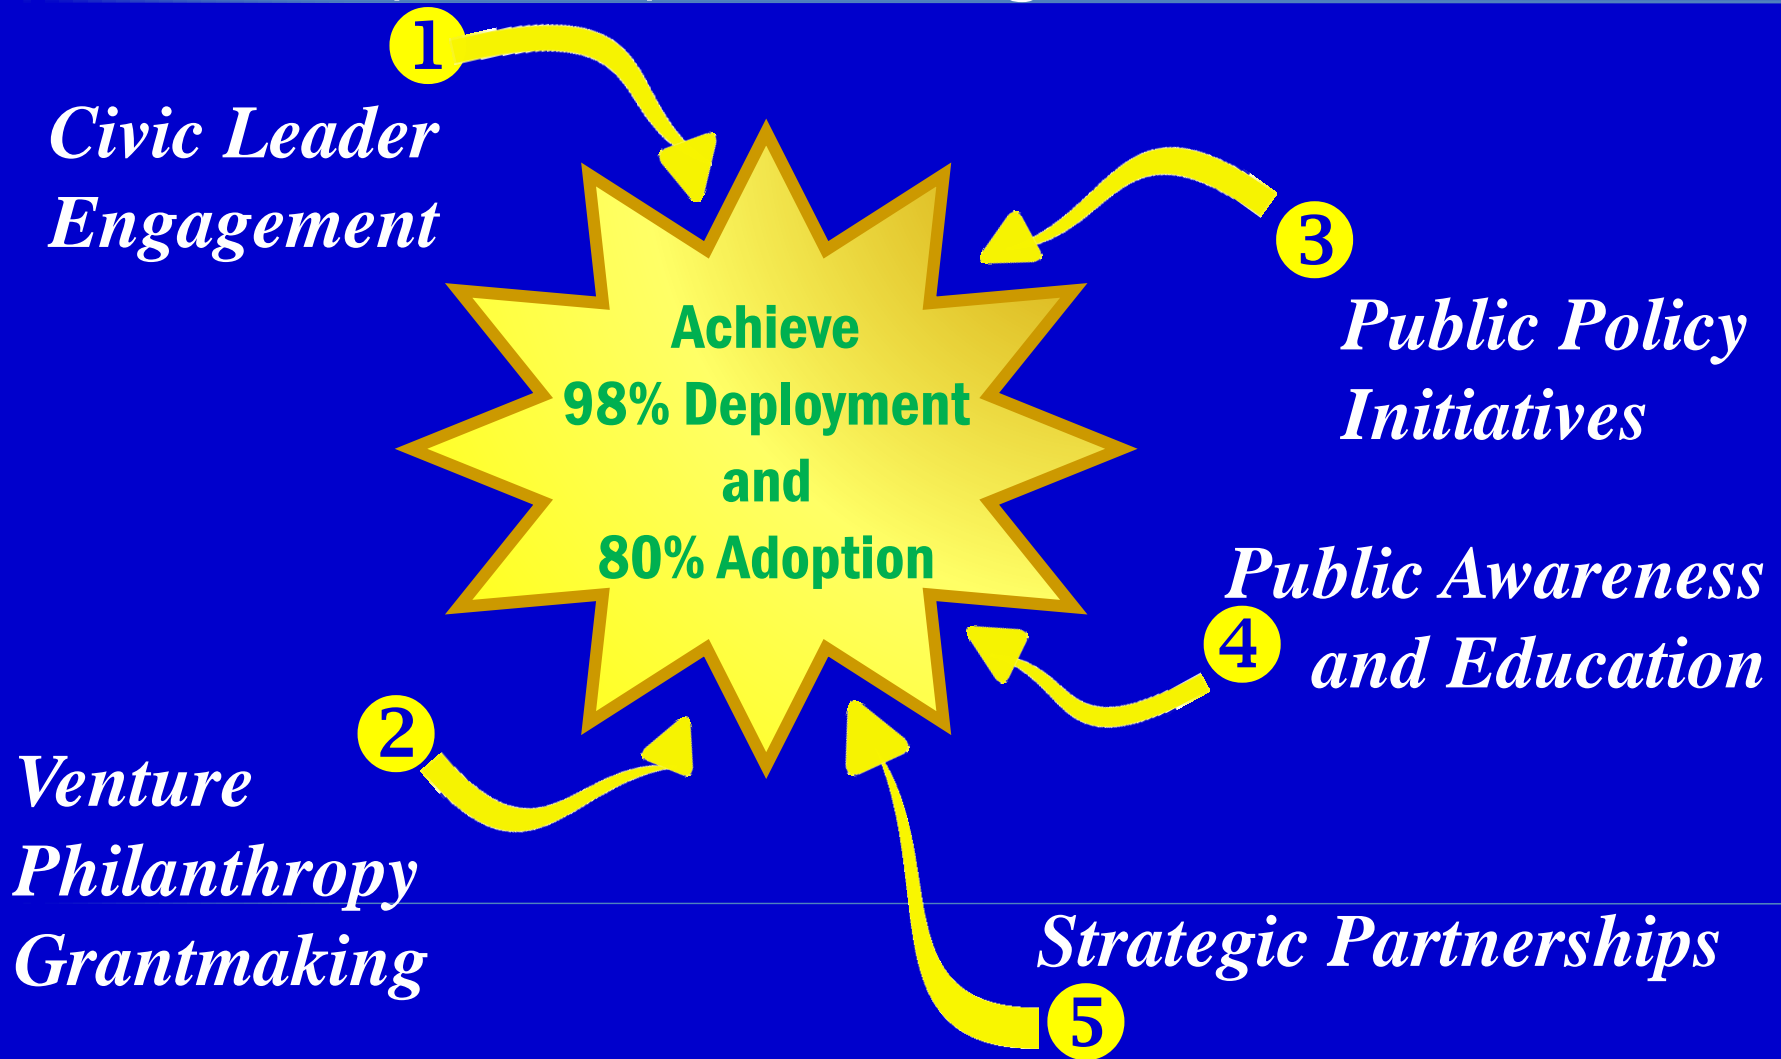 1
Civic Leader
Engagement
3
Public Policy
Initiatives
Achieve
98% Deployment
and
80% Adoption
Public Awareness
4
and Education
2
Venture
Philanthropy
Grantmaking
Strategic Partnerships
5